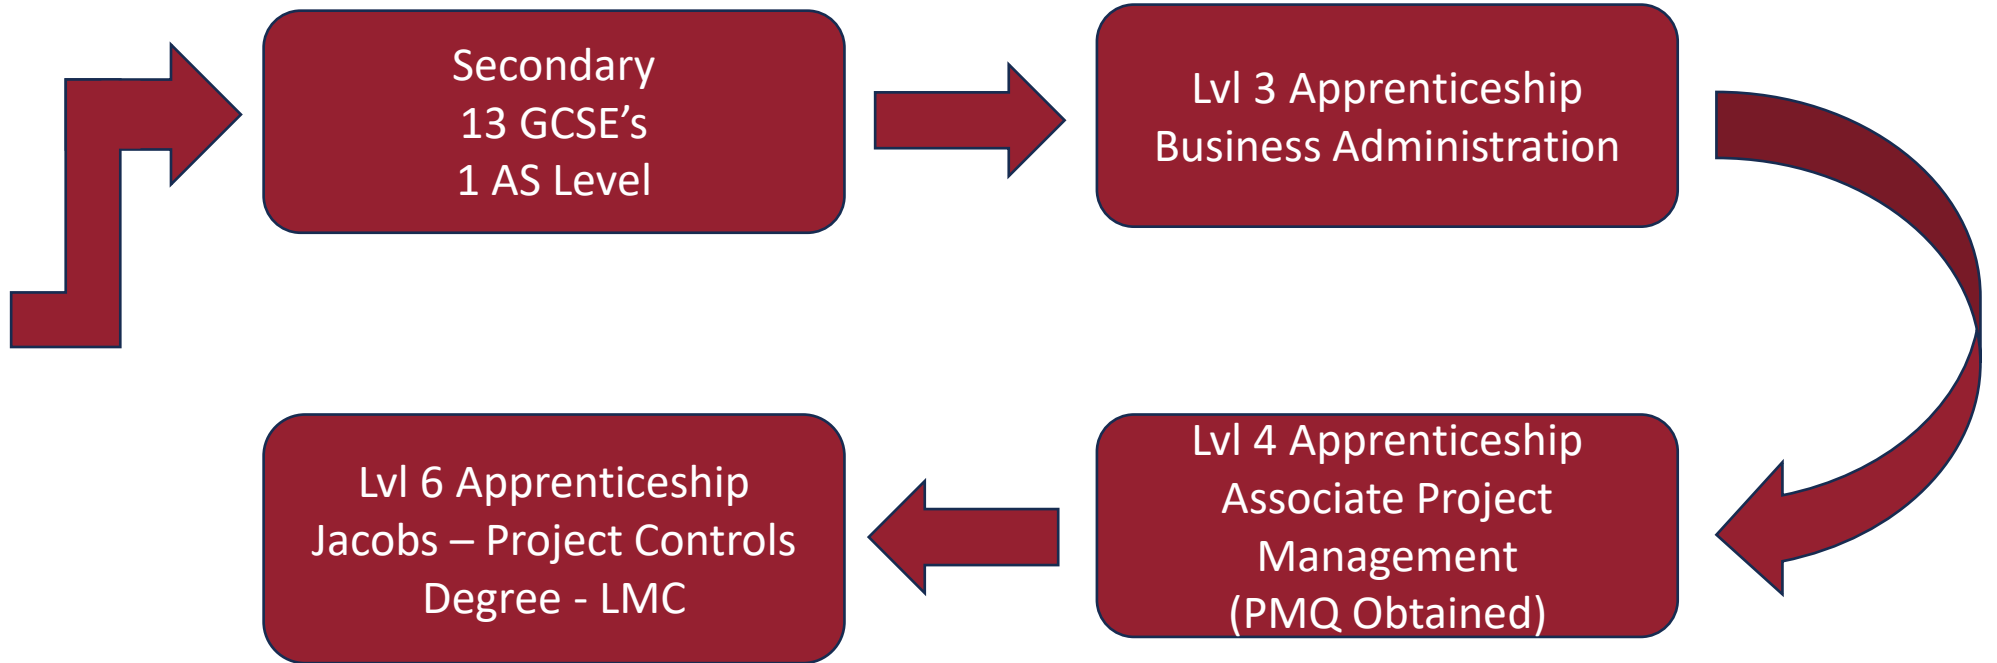 Secondary
13 GCSE’s
1 AS Level
Lvl 3 Apprenticeship
Business Administration
Lvl 4 Apprenticeship
Associate Project
Management
(PMQ Obtained)
Lvl 6 Apprenticeship
Jacobs – Project Controls
Degree - LMC